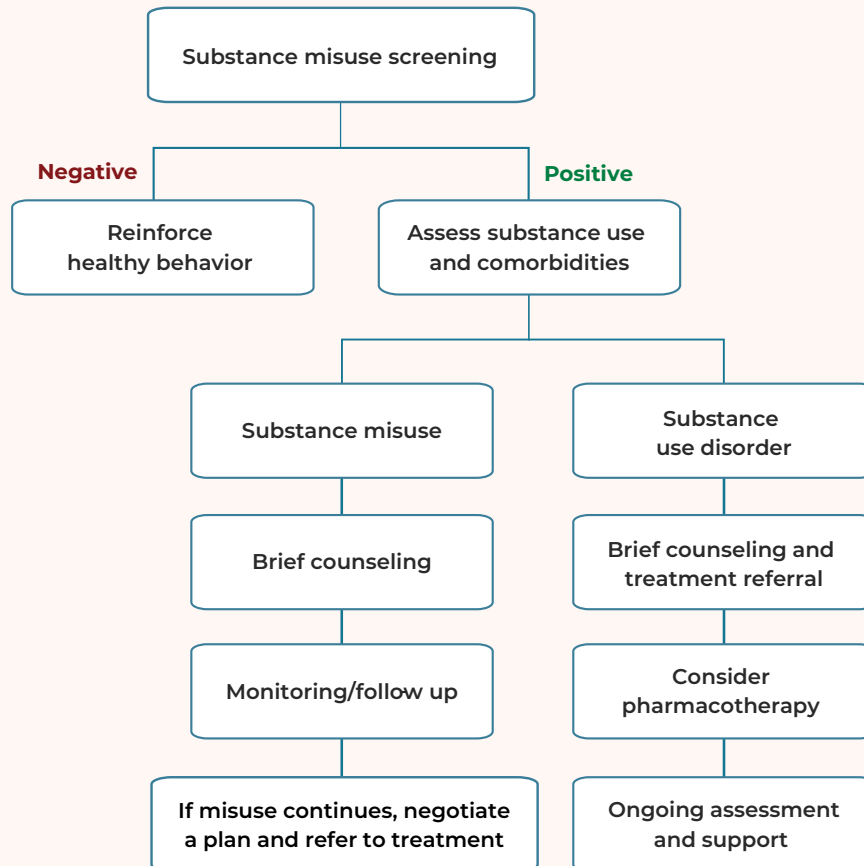 Substance misuse screening
Negative
Positive
Reinforce
healthy behavior
Assess substance use
and comorbidities
Substance misuse
Substance
use disorder
Brief counseling
Brief counseling and
treatment referral
Monitoring/follow up
Consider
pharmacotherapy
If misuse continues, negotiate
a plan and refer to treatment
Ongoing assessment
and support